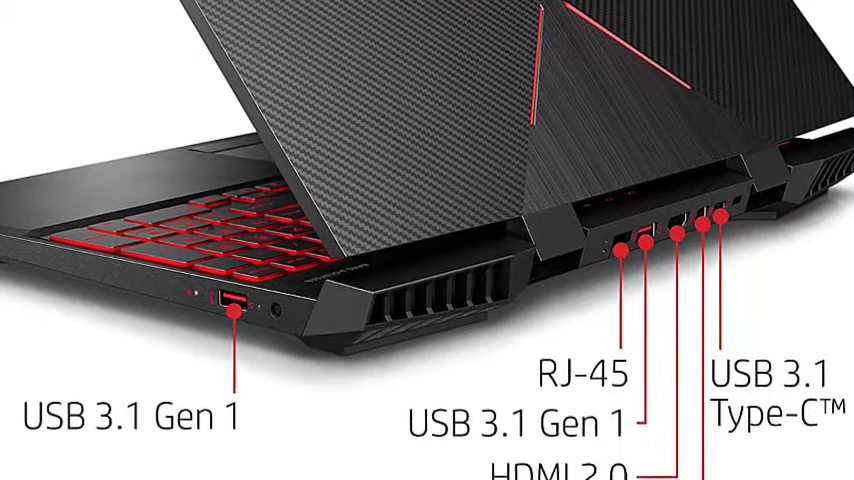 USB 3.1 Gen 1
RJ-45
USB 3.1 Gen 1
HDMI 2.0
USB 3.1
Type-C™